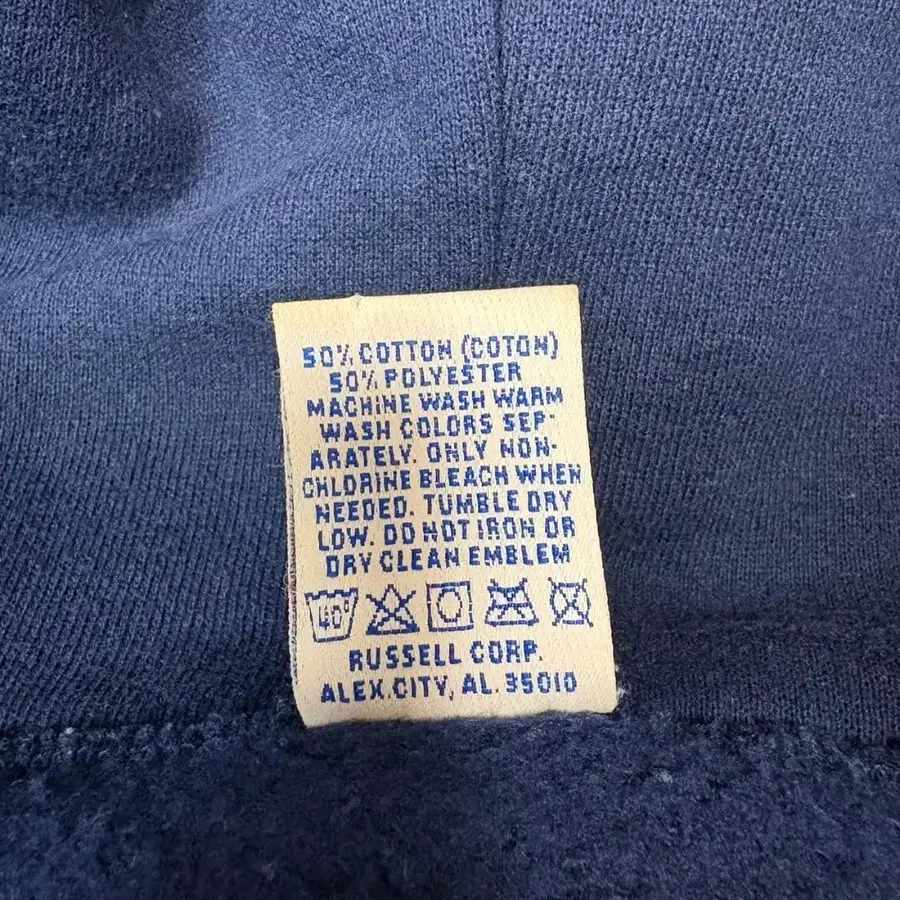 50% COTTON (COTON)
50% POLYESTER
MACHINE WASH WARM
WASH COLORS SEP-
ARATELY. ONLY NON-
CHLORINE BLEACH WHEN
NEEDED. TUMBLE DRY
LOW. DO NOT IRON OR
DRY CLEAN EMBLEM
40°
RUSSELL CORP.
ALEX.CITY, AL. 35010